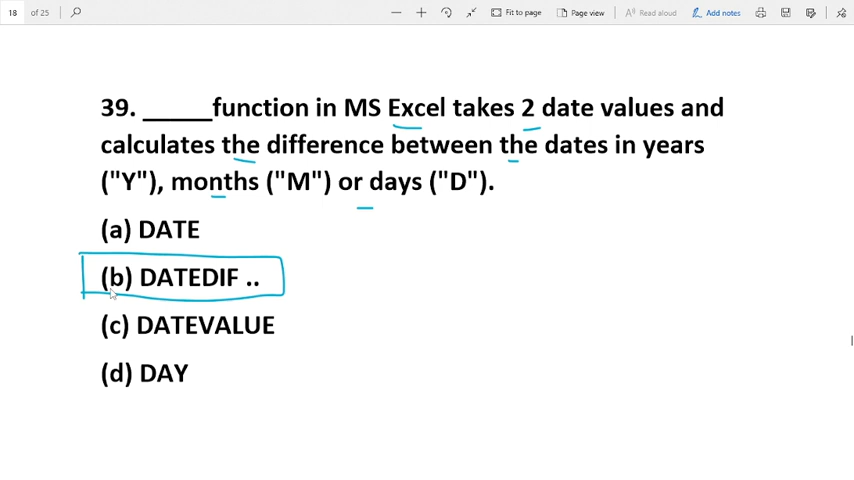 18 of 25 Fit to page Page view Read aloud Add notes
39. _____function in MS Excel takes 2 date values and
calculates the difference between the dates in years
("Y"), months ("M") or days ("D").
(a) DATE
(b) DATEDIF ..
(c) DATEVALUE
(d) DAY